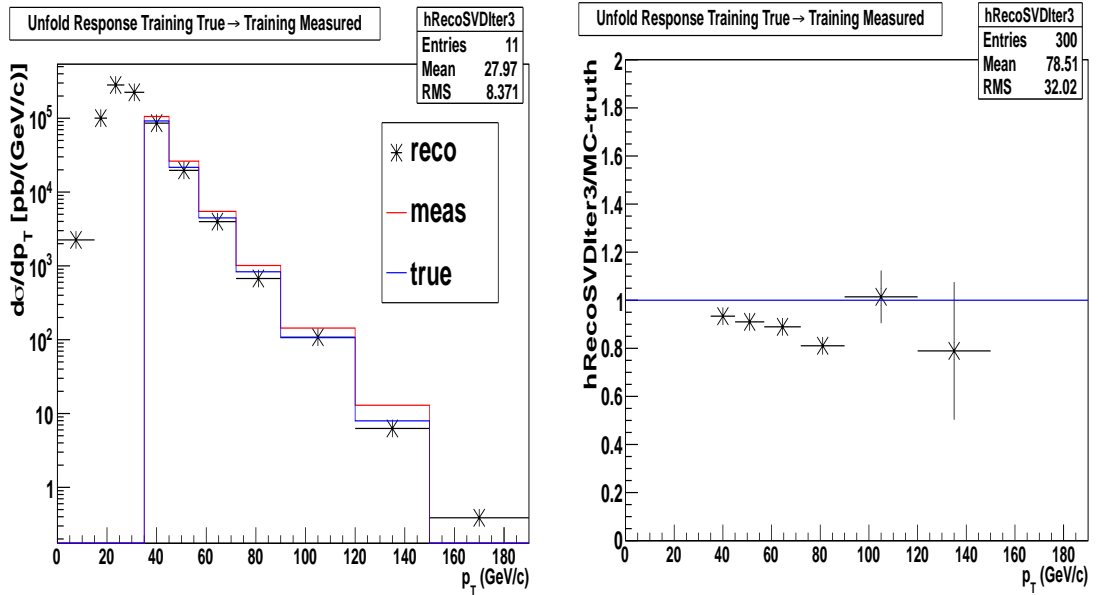 Unfold Response Training True → Training Measured
hRecoSVDIter3
Entries 11
Mean 27.97
RMS 8.371
dσ/dp_T [pb/(GeV/c)]
10^5
10^4
10^3
10^2
10
1
reco
meas
true
0 20 40 60 80 100 120 140 160 180
p_T (GeV/c)
Unfold Response Training True → Training Measured
hRecoSVDIter3
Entries 300
Mean 78.51
RMS 32.02
hRecoSVDIter3/MC-truth
2
1.8
1.6
1.4
1.2
1
0.8
0.6
0.4
0.2
0
0 20 40 60 80 100 120 140 160 180
p_T (GeV/c)